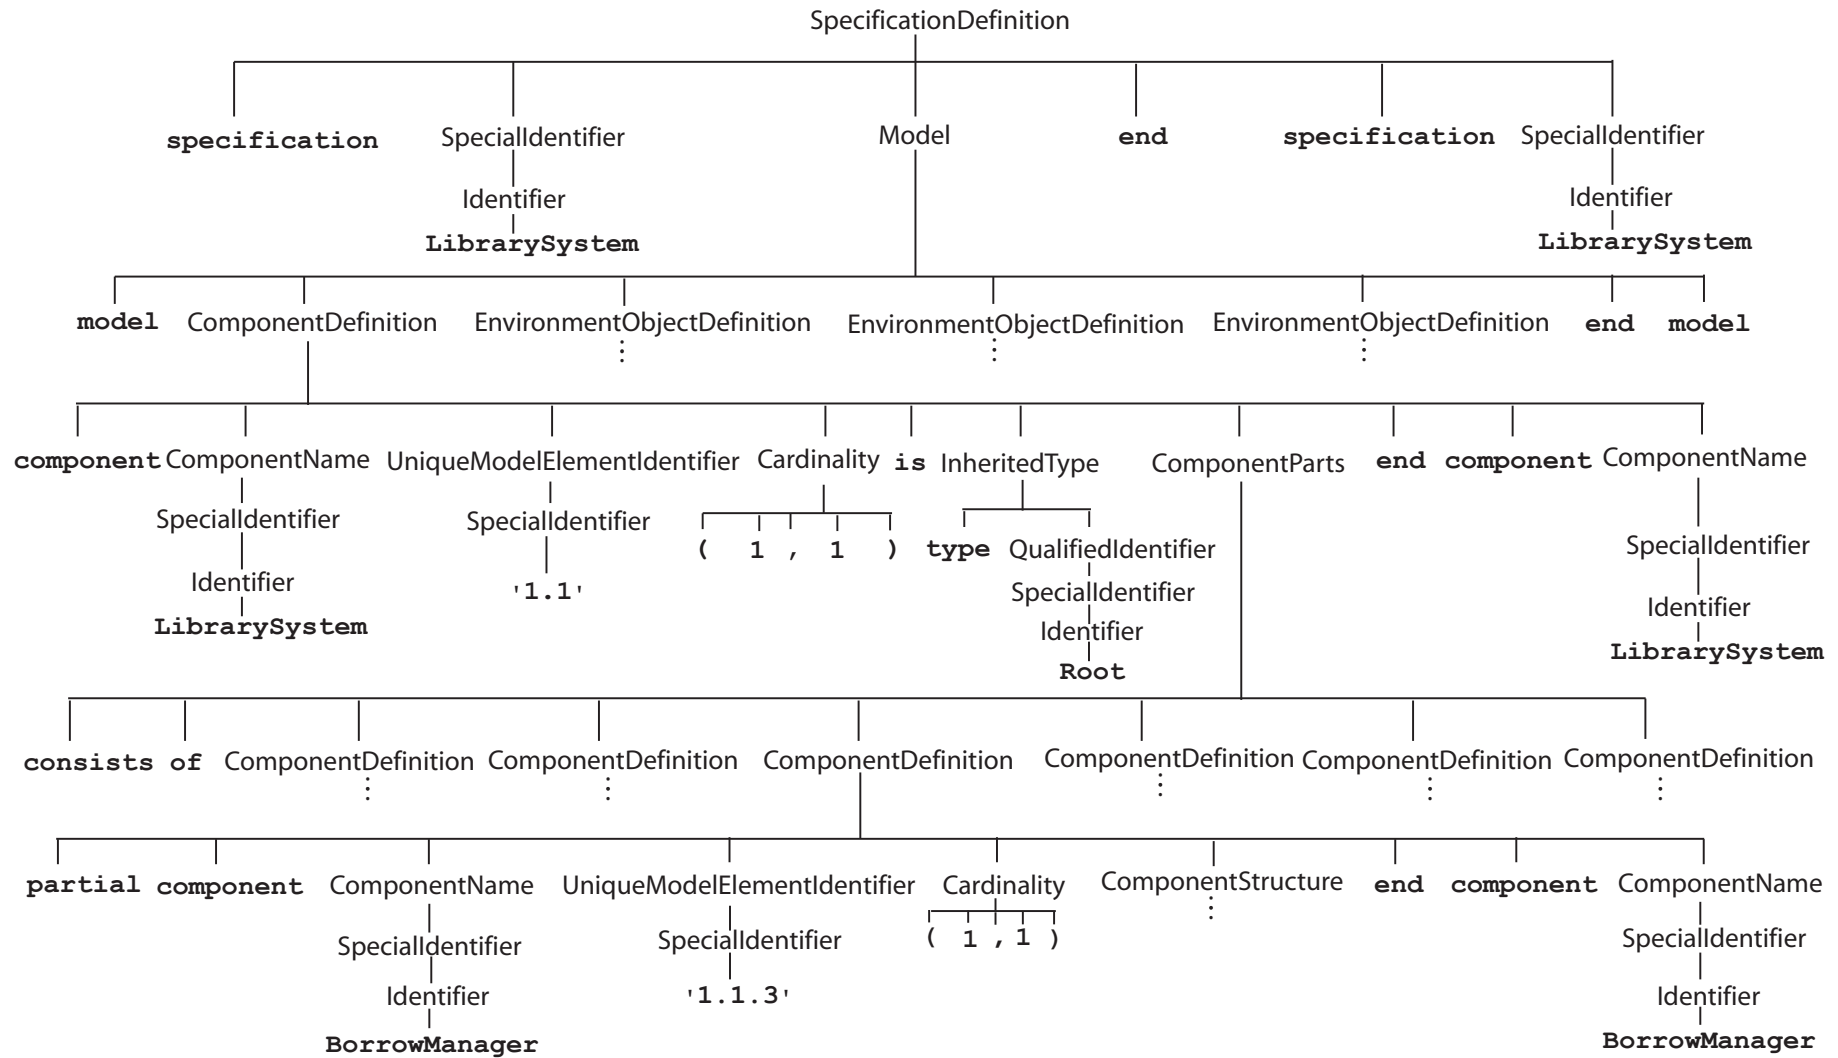 SpecificationDefinition
specification SpecialIdentifier Model end specification SpecialIdentifier
Identifier Identifier
LibrarySystem LibrarySystem
model ComponentDefinition EnvironmentObjectDefinition EnvironmentObjectDefinition EnvironmentObjectDefinition end model
component ComponentName UniqueModelElementIdentifier Cardinality is InheritedType ComponentParts end component ComponentName
SpecialIdentifier SpecialIdentifier
( 1 , 1 ) type QualifiedIdentifier SpecialIdentifier
Identifier '1.1' SpecialIdentifier
Identifier Identifier
LibrarySystem LibrarySystem
Root
consists of ComponentDefinition ComponentDefinition ComponentDefinition ComponentDefinition ComponentDefinition ComponentDefinition
partial component ComponentName UniqueModelElementIdentifier Cardinality ComponentStructure end component ComponentName
SpecialIdentifier SpecialIdentifier ( 1 , 1 ) SpecialIdentifier
Identifier '1.1.3' Identifier
BorrowManager BorrowManager